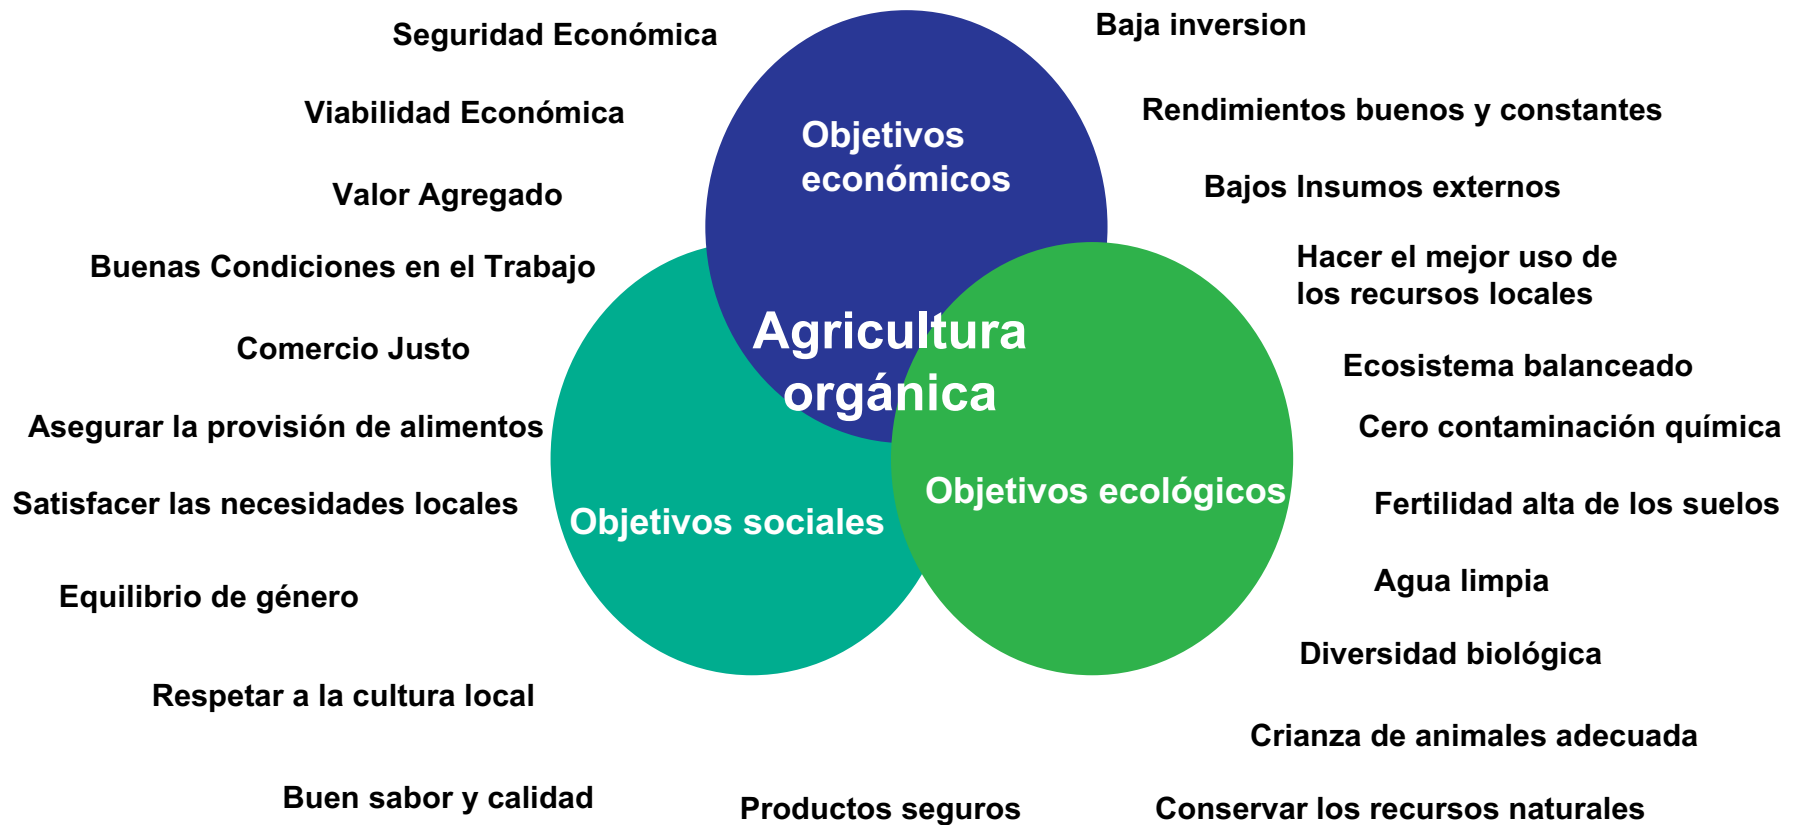 Seguridad Económica
Baja inversion
Viabilidad Económica
Rendimientos buenos y constantes
Objetivos
económicos
Valor Agregado
Bajos Insumos externos
Buenas Condiciones en el Trabajo
Hacer el mejor uso de
los recursos locales
Agricultura
orgánica
Comercio Justo
Ecosistema balanceado
Asegurar la provisión de alimentos
Cero contaminación química
Satisfacer las necesidades locales
Objetivos sociales
Objetivos ecológicos
Fertilidad alta de los suelos
Equilibrio de género
Agua limpia
Diversidad biológica
Respetar a la cultura local
Crianza de animales adecuada
Buen sabor y calidad
Productos seguros
Conservar los recursos naturales